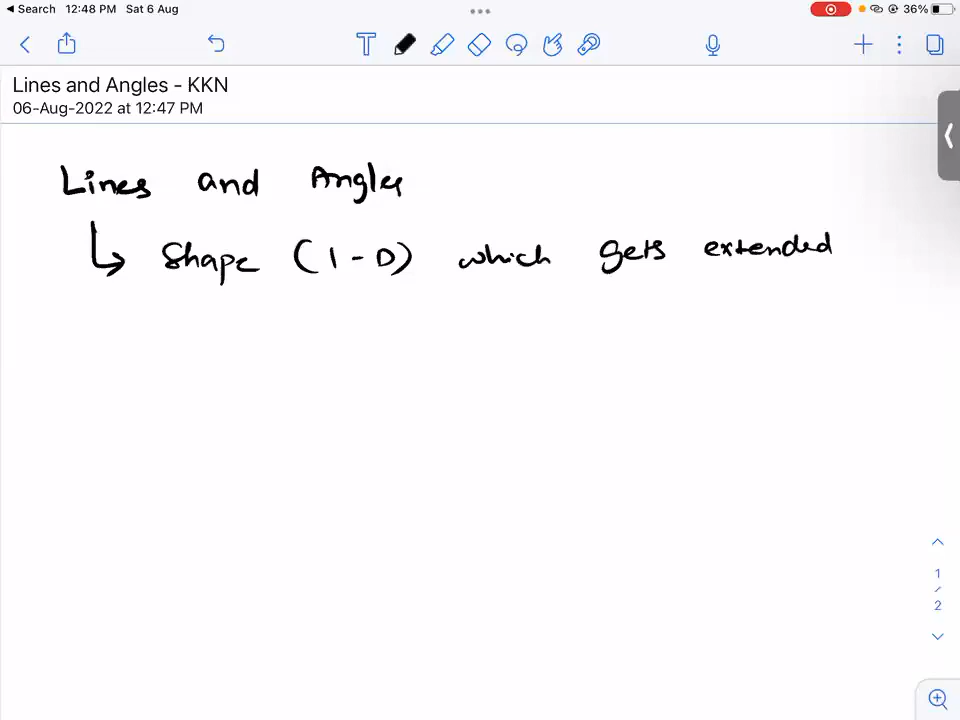 Search 12:48 PM Sat 6 Aug 36%
Lines and Angles - KKN
06-Aug-2022 at 12:47 PM
Lines and Angles
Shape (1-D) which gets extended
1
2